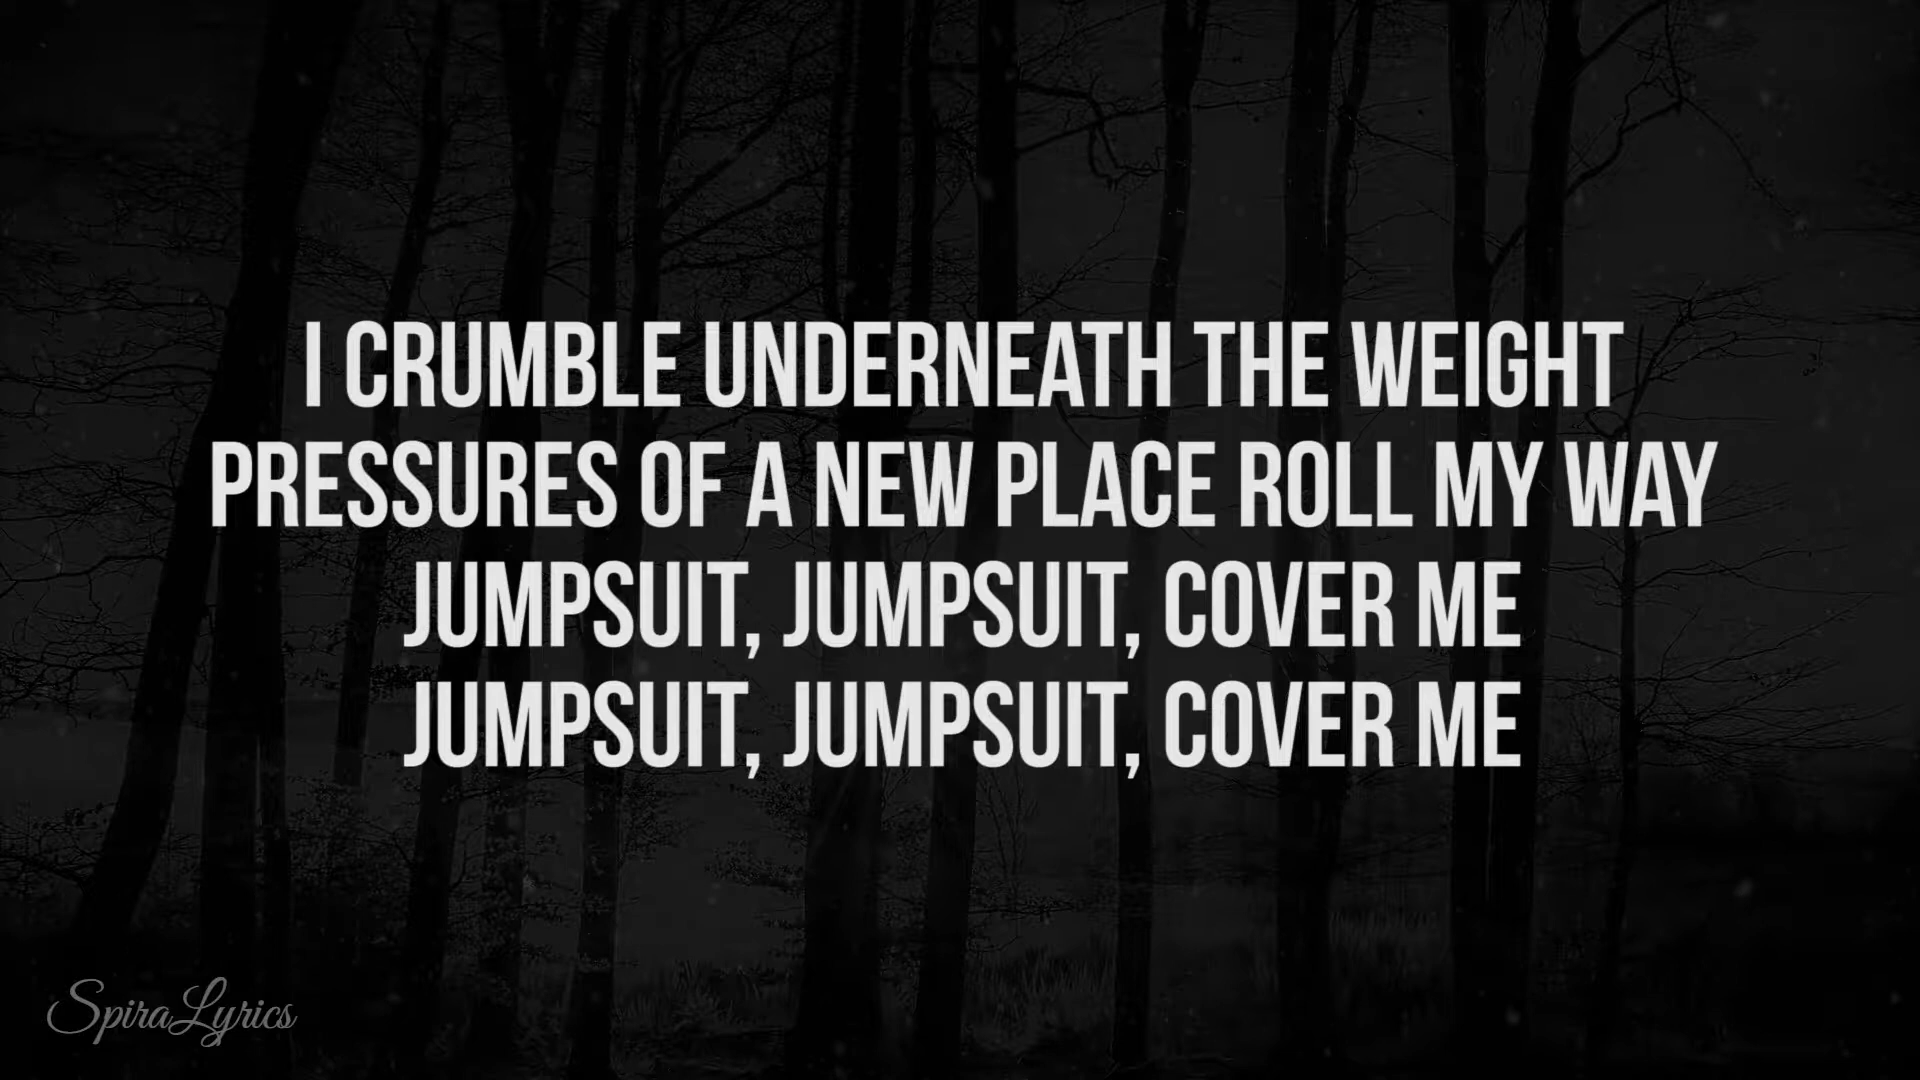 I CRUMBLE UNDERNEATH THE WEIGHT
PRESSURES OF A NEW PLACE ROLL MY WAY
JUMPSUIT, JUMPSUIT, COVER ME
JUMPSUIT, JUMPSUIT, COVER ME
SpiraLyrics